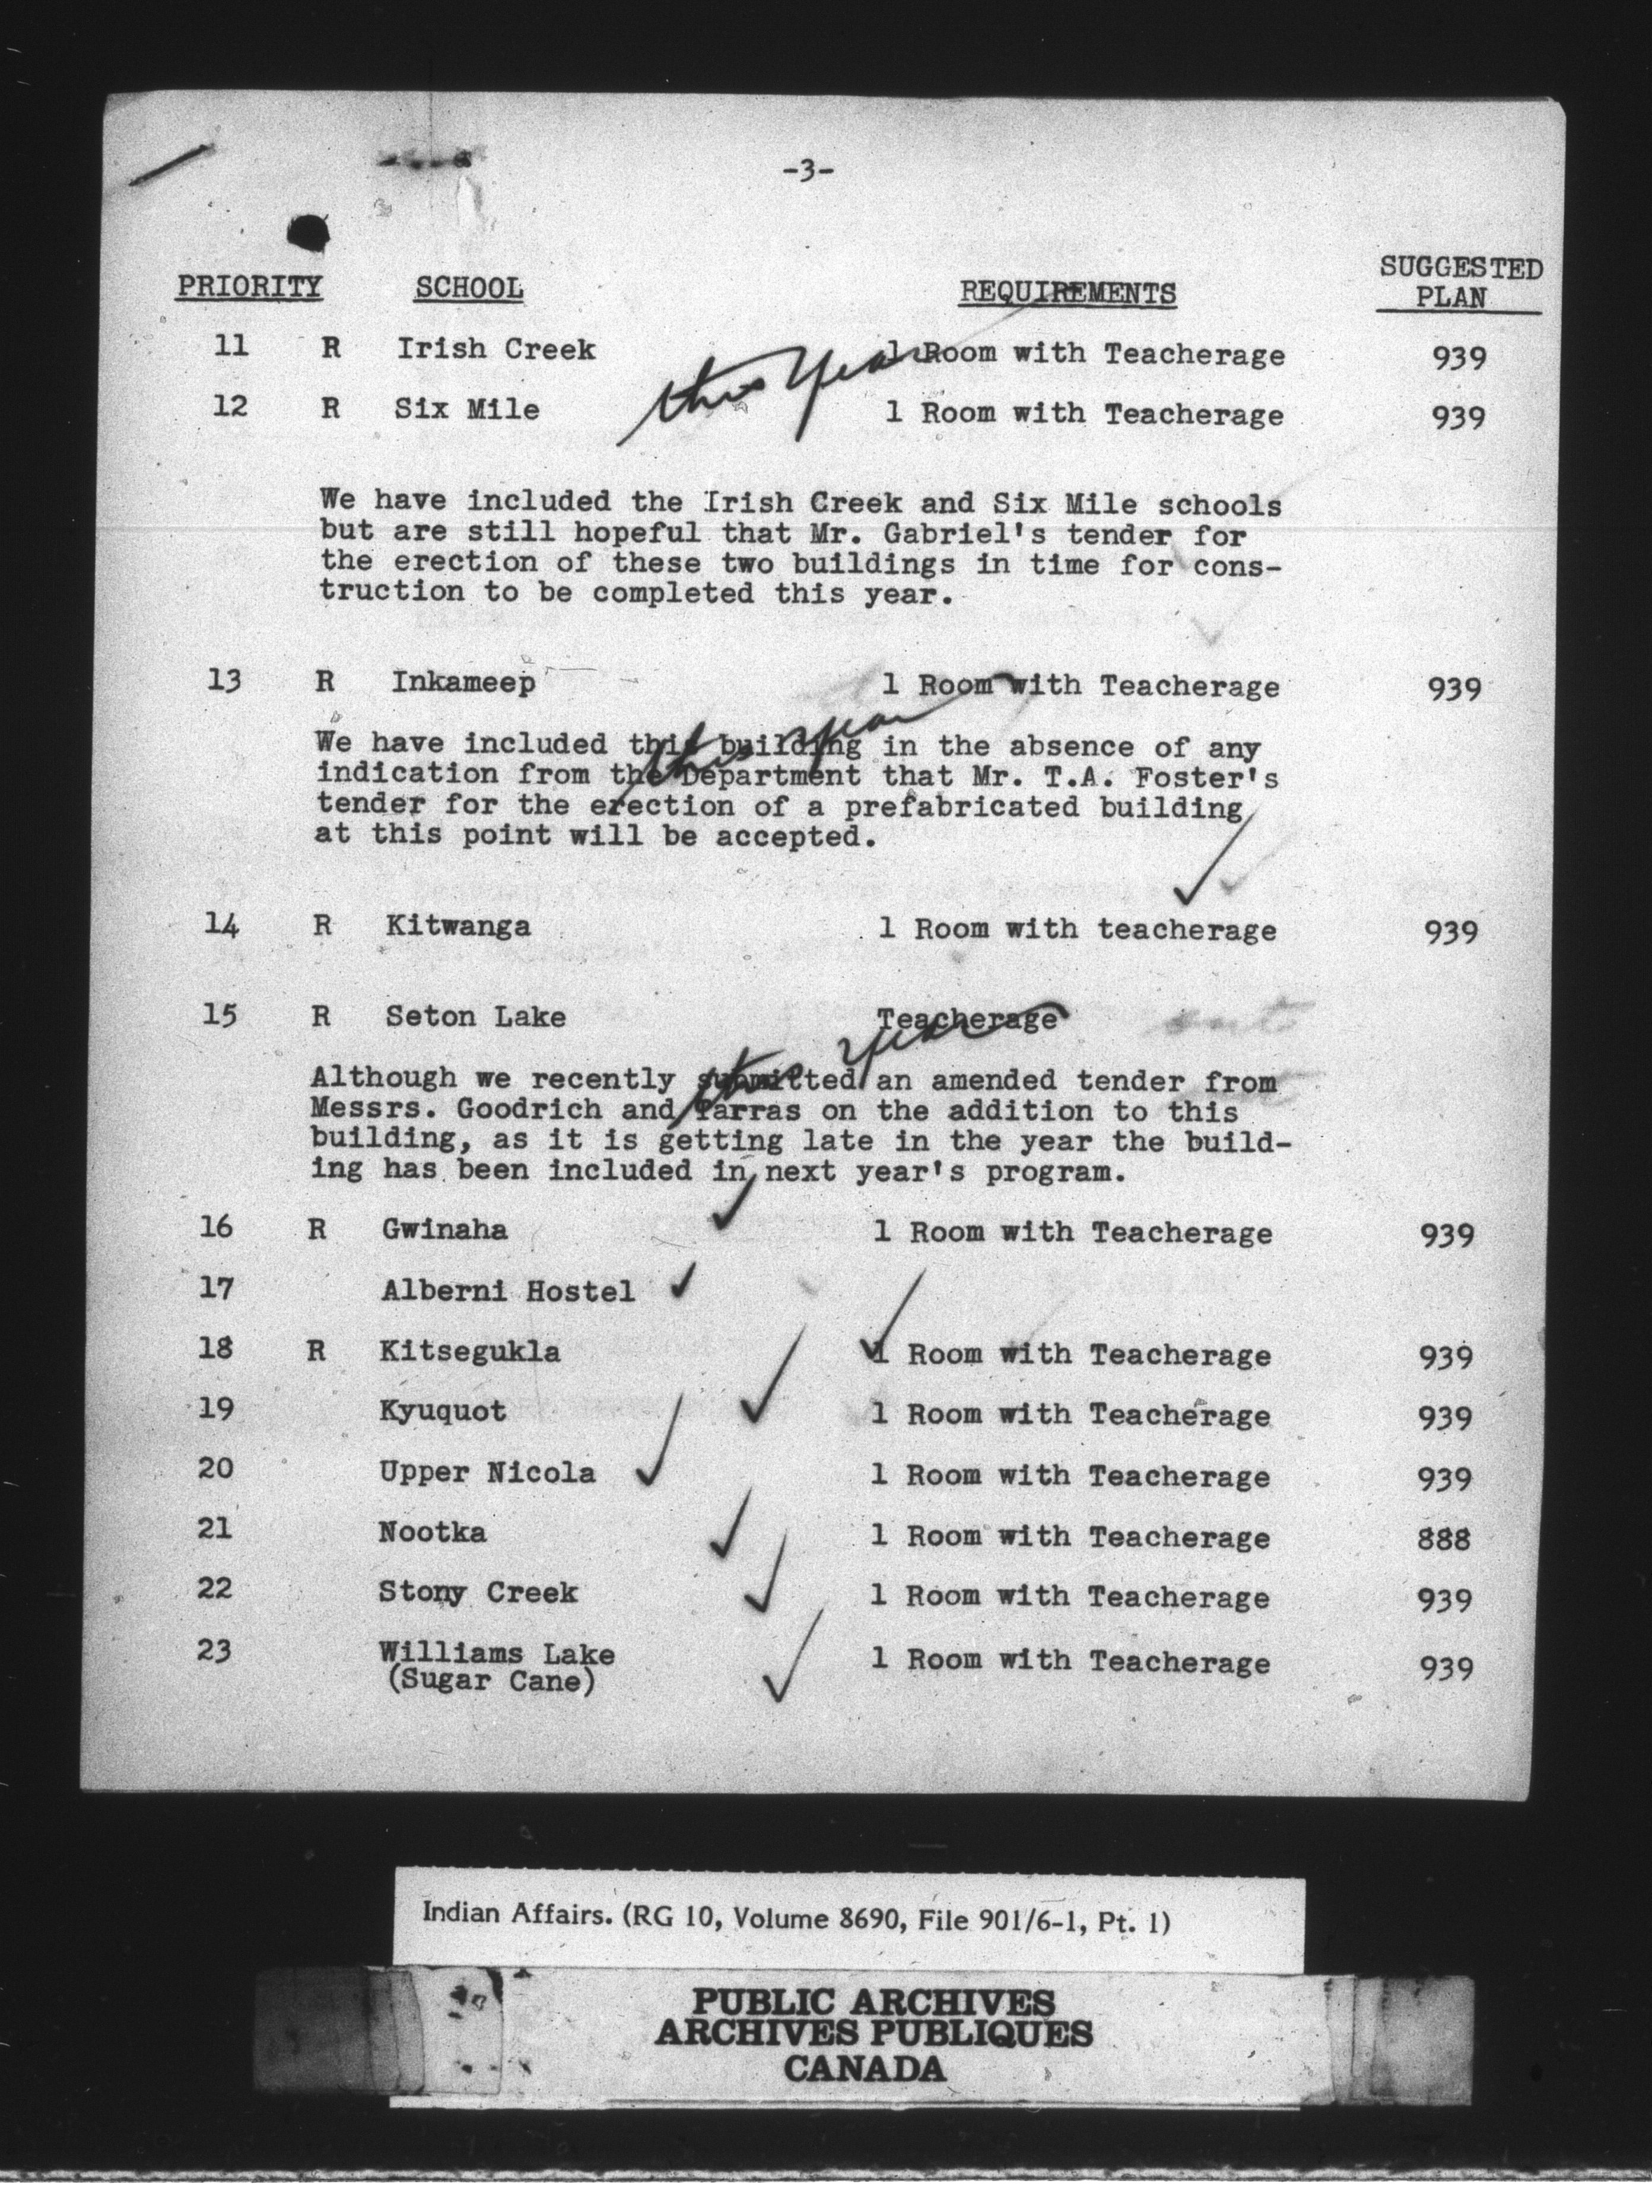 -3-
PRIORITY SCHOOL REQUIREMENTS SUGGESTED PLAN
11 R Irish Creek 1 Room with Teacherage 939
this year
12 R Six Mile 1 Room with Teacherage 939
We have included the Irish Creek and Six Mile schools
but are still hopeful that Mr. Gabriel's tender for
the erection of these two buildings in time for cons-
truction to be completed this year.
13 R Inkameep 1 Room with Teacherage 939
this year
We have included this building in the absence of any
indication from the Department that Mr. T.A. Foster's
tender for the erection of a prefabricated building
at this point will be accepted.
14 R Kitwanga 1 Room with teacherage 939
15 R Seton Lake Teacherage
this year
Although we recently submitted an amended tender from
Messrs. Goodrich and Parras on the addition to this
building, as it is getting late in the year the build-
ing has been included in next year's program.
16 R Gwinaha 1 Room with Teacherage 939
17 Alberni Hostel
18 R Kitsegukla 1 Room with Teacherage 939
19 Kyuquot 1 Room with Teacherage 939
20 Upper Nicola 1 Room with Teacherage 939
21 Nootka 1 Room with Teacherage 888
22 Stony Creek 1 Room with Teacherage 939
23 Williams Lake 1 Room with Teacherage 939
(Sugar Cane)
Indian Affairs. (RG 10, Volume 8690, File 901/6-1, Pt. 1)
PUBLIC ARCHIVES
ARCHIVES PUBLIQUES
CANADA